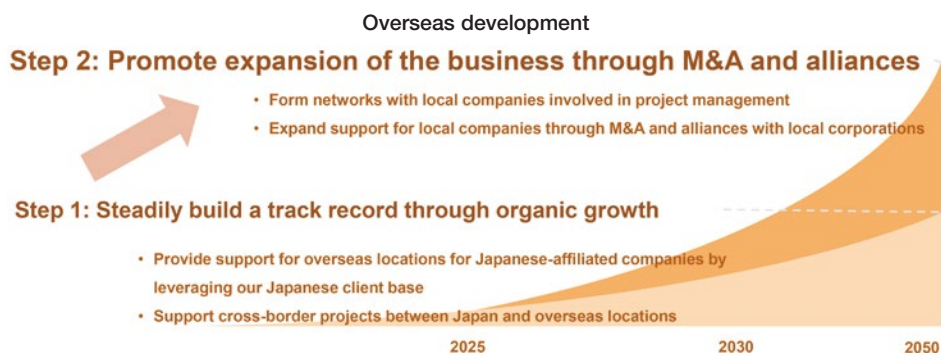 Overseas development
Step 2: Promote expansion of the business through M&A and alliances
• Form networks with local companies involved in project management
• Expand support for local companies through M&A and alliances with local corporations
Step 1: Steadily build a track record through organic growth
• Provide support for overseas locations for Japanese-affiliated companies by
leveraging our Japanese client base
• Support cross-border projects between Japan and overseas locations
2025 2030 2050